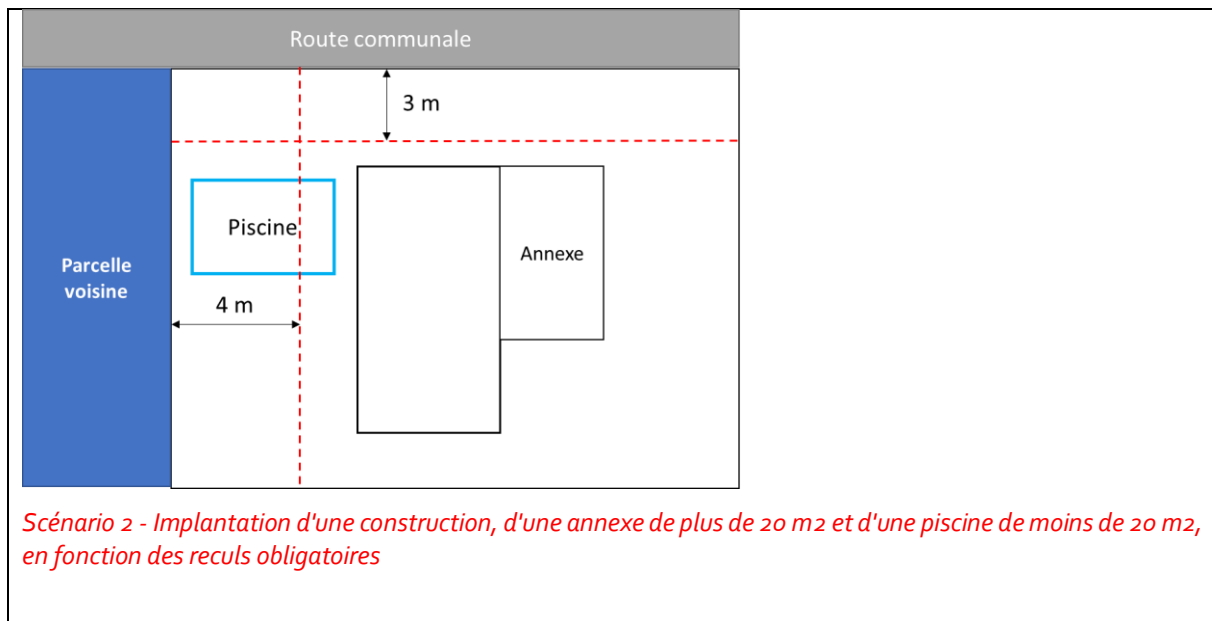 Route communale
3 m
Piscine
Annexe
Parcelle
voisine
4 m
Scénario 2 - Implantation d'une construction, d'une annexe de plus de 20 m2 et d'une piscine de moins de 20 m2,
en fonction des reculs obligatoires